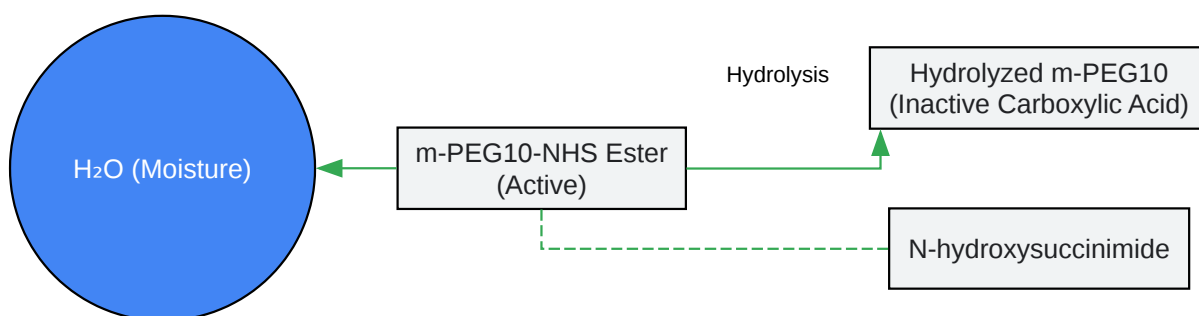 H₂O (Moisture)
m-PEG10-NHS Ester
(Active)
Hydrolysis
Hydrolyzed m-PEG10
(Inactive Carboxylic Acid)
N-hydroxysuccinimide